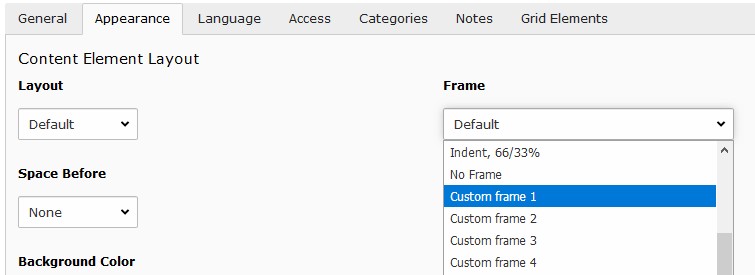 General Appearance Language Access Categories Notes Grid Elements
Content Element Layout
Layout
Default
Space Before
None
Background Color
Frame
Default
Indent, 66/33%
No Frame
Custom frame 1
Custom frame 2
Custom frame 3
Custom frame 4